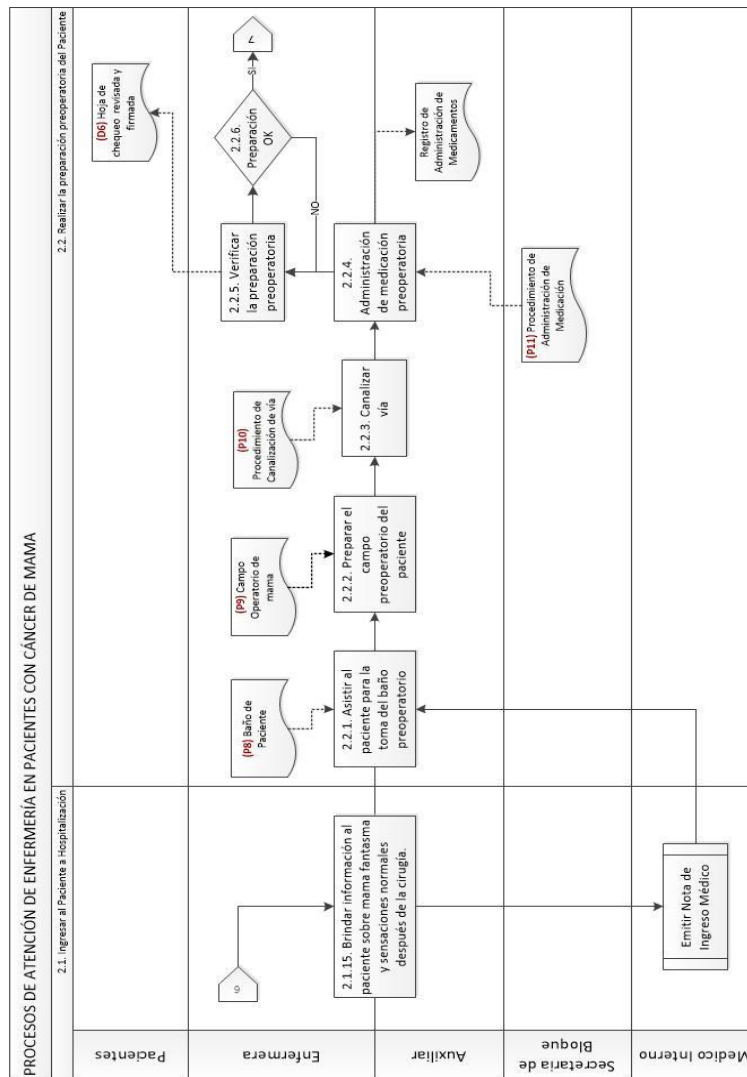 PROCESOS DE ATENCIÓN DE ENFERMERÍA EN PACIENTES CON CÁNCER DE MAMA
2.1. Ingresar al Paciente a Hospitalización
2.2. Realizar la preparación preoperatoria del Paciente
Pacientes
Enfermera
Auxiliar
Secretaria de
Bloque
Medico Interno
6
2.1.15. Brindar información al
paciente sobre mama fantasma
y sensaciones normales
después de la cirugía.
Emitir Nota de
Ingreso Médico
(P8) Baño de
Paciente
2.2.1. Asistir al
paciente para la
toma del baño
preoperatorio
(P9) Campo
Operatorio de
mama
2.2.2. Preparar el
campo
preoperatorio del
paciente
(P10)
Procedimiento de
Canalización de vía
2.2.3. Canalizar
vía
2.2.4.
Administración
de medicación
preoperatoria
(P11) Procedimiento de
Administración de
Medicación
Registro de
Administración de
Medicamentos
2.2.5. Verificar
la preparación
preoperatoria
(D6) Hoja de
chequeo revisada y
firmada
2.2.6.
Preparación
OK
NO
SI
7